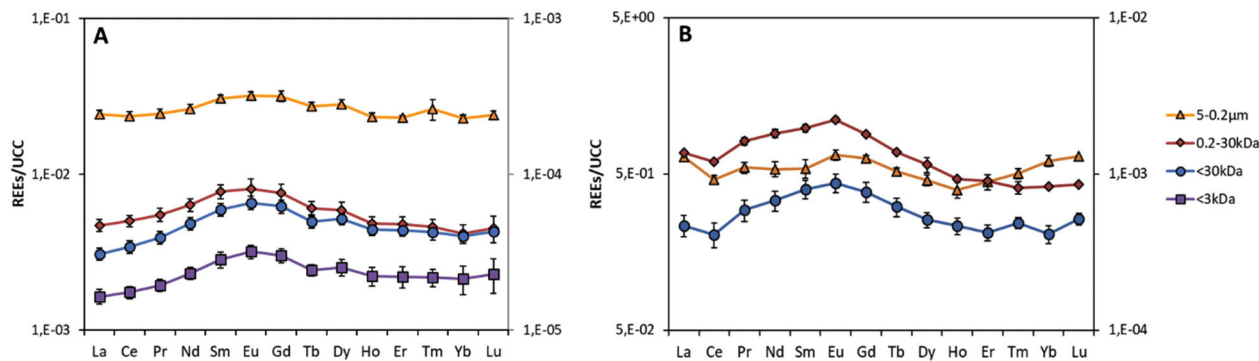 A
1,E-01
1,E-02
1,E-03
REEs/UCC
1,E-03
1,E-04
1,E-05
La Ce Pr Nd Sm Eu Gd Tb Dy Ho Er Tm Yb Lu
B
5,E+00
5,E-01
5,E-02
REEs/UCC
1,E-02
1,E-03
1,E-04
La Ce Pr Nd Sm Eu Gd Tb Dy Ho Er Tm Yb Lu
5-0.2µm
0.2-30kDa
<30kDa
<3kDa